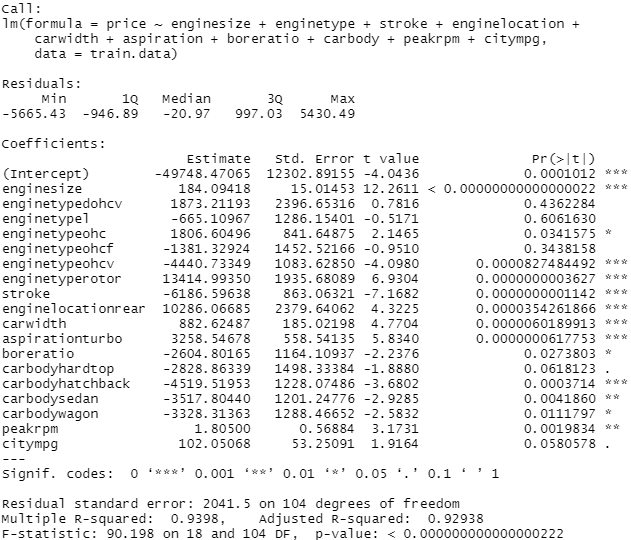 Call:
lm(formula = price ~ enginesize + enginetype + stroke + enginelocation +
    carwidth + aspiration + boreratio + carbody + peakrpm + citympg,
    data = train.data)

Residuals:
     Min       1Q   Median       3Q      Max
-5665.43  -946.89   -20.97   997.03  5430.49

Coefficients:
                       Estimate   Std. Error t value              Pr(>|t|)
(Intercept)        -49748.47065  12302.89155 -4.0436             0.0001012 ***
enginesize            184.09418     15.01453 12.2611 < 0.00000000000000022 ***
enginetypedohcv      1873.21193   2396.65316  0.7816             0.4362284
enginetypel          -665.10967   1286.15401 -0.5171             0.6061630
enginetypeohc        1806.60496    841.64875  2.1465             0.0341575 *
enginetypeohcf      -1381.32924   1452.52166 -0.9510             0.3438158
enginetypeohcv      -4440.73349   1083.62850 -4.0980       0.0000827484492 ***
enginetyperotor     13414.99350   1935.68089  6.9304       0.0000000003627 ***
stroke              -6186.59638    863.06321 -7.1682       0.0000000001142 ***
enginelocationrear  10286.06685   2379.64062  4.3225       0.0000354261866 ***
carwidth              882.62487    185.02198  4.7704       0.0000060189913 ***
aspirationturbo      3258.54678    558.54135  5.8340       0.0000000617753 ***
boreratio           -2604.80165   1164.10937 -2.2376             0.0273803 *
carbodyhardtop      -2828.86339   1498.33384 -1.8880             0.0618123 .
carbodyhatchback    -4519.51953   1228.07486 -3.6802             0.0003714 ***
carbodysedan        -3517.80440   1201.24776 -2.9285             0.0041860 **
carbodywagon        -3328.31363   1288.46652 -2.5832             0.0111797 *
peakrpm                 1.80500      0.56884  3.1731             0.0019834 **
citympg               102.05068     53.25091  1.9164             0.0580578 .
---
Signif. codes:  0 ‘***’ 0.001 ‘**’ 0.01 ‘*’ 0.05 ‘.’ 0.1 ‘ ’ 1

Residual standard error: 2041.5 on 104 degrees of freedom
Multiple R-squared:  0.9398,    Adjusted R-squared:  0.92938
F-statistic: 90.198 on 18 and 104 DF,  p-value: < 0.000000000000000222